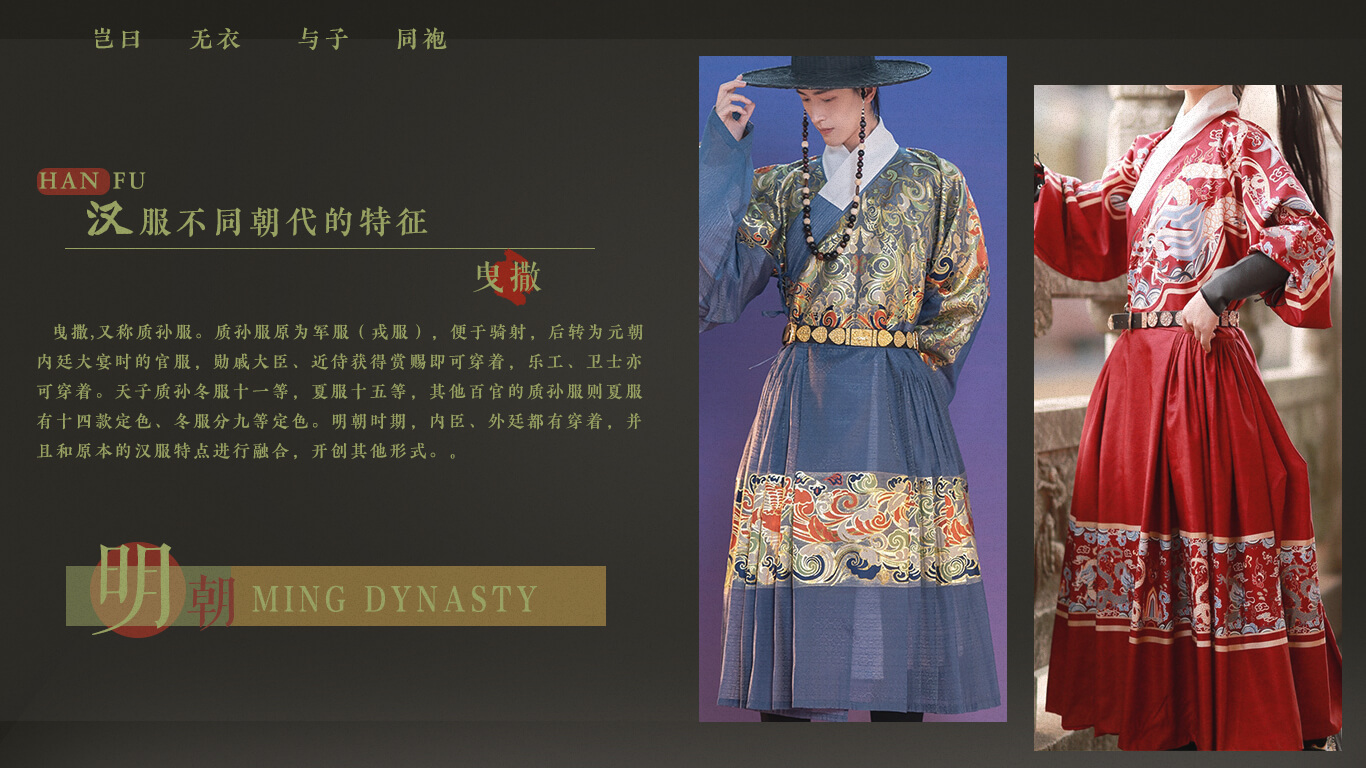 岂曰 无衣 与子 同袍
HAN FU
汉服不同朝代的特征
曳撒
曳撒,又称质孙服。质孙服原为军服（戎服），便于骑射，后转为元朝
内廷大宴时的官服，勋戚大臣、近侍获得赏赐即可穿着，乐工、卫士亦
可穿着。天子质孙冬服十一等，夏服十五等，其他百官的质孙服则夏服
有十四款定色、冬服分九等定色。明朝时期，内臣、外廷都有穿着，并
且和原本的汉服特点进行融合，开创其他形式。。
明朝 MING DYNASTY